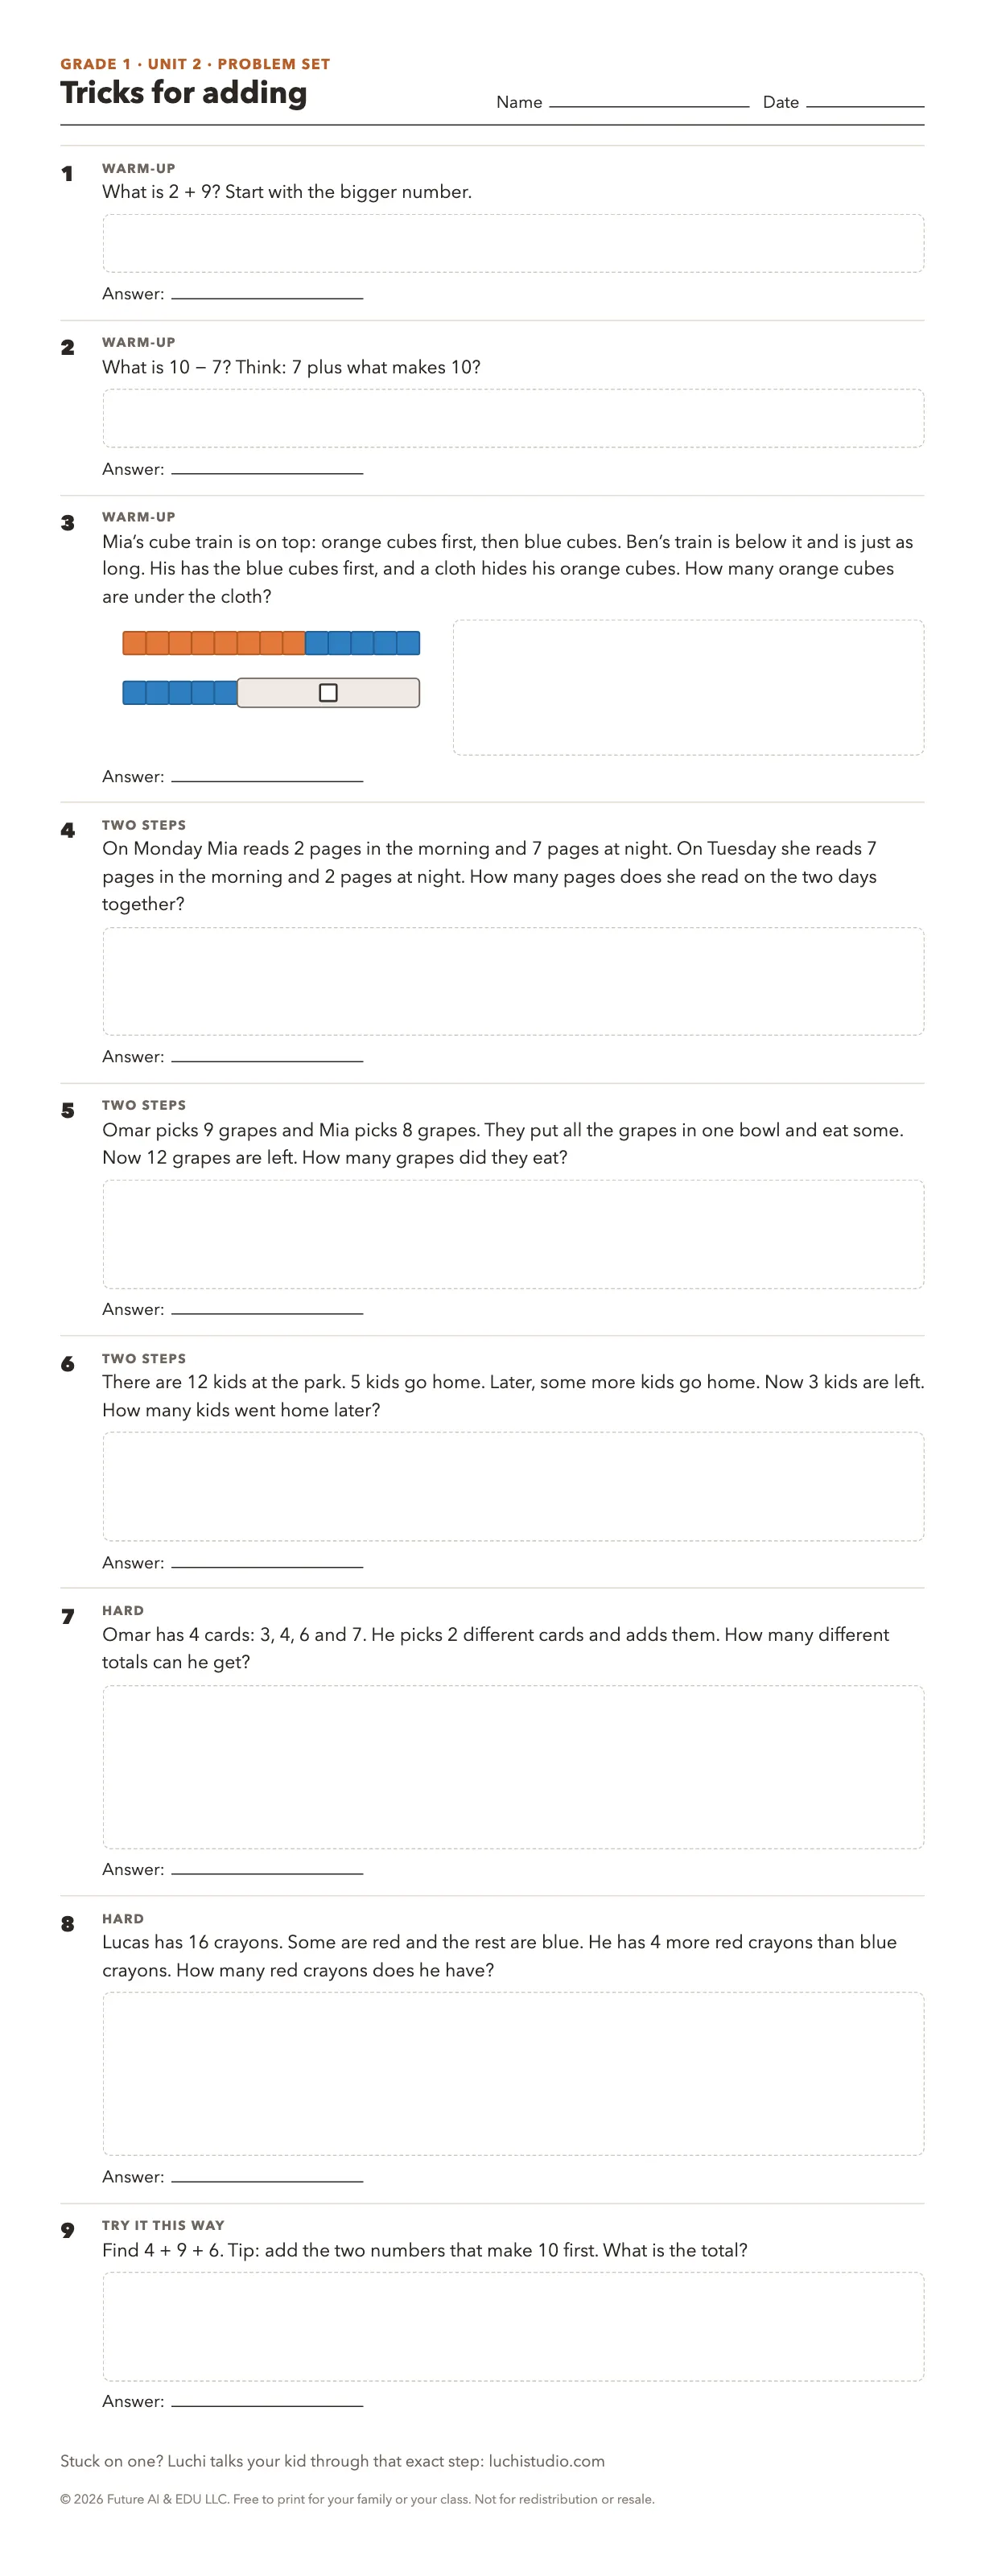 GRADE 1 · UNIT 2 · PROBLEM SET
Tricks for adding
Name Date
1
WARM-UP
What is 2 + 9? Start with the bigger number.
Answer:
2
WARM-UP
What is 10 − 7? Think: 7 plus what makes 10?
Answer:
3
WARM-UP
Mia's cube train is on top: orange cubes first, then blue cubes. Ben's train is below it and is just as
long. His has the blue cubes first, and a cloth hides his orange cubes. How many orange cubes
are under the cloth?
Answer:
4
TWO STEPS
On Monday Mia reads 2 pages in the morning and 7 pages at night. On Tuesday she reads 7
pages in the morning and 2 pages at night. How many pages does she read on the two days
together?
Answer:
5
TWO STEPS
Omar picks 9 grapes and Mia picks 8 grapes. They put all the grapes in one bowl and eat some.
Now 12 grapes are left. How many grapes did they eat?
Answer:
6
TWO STEPS
There are 12 kids at the park. 5 kids go home. Later, some more kids go home. Now 3 kids are left.
How many kids went home later?
Answer:
7
HARD
Omar has 4 cards: 3, 4, 6 and 7. He picks 2 different cards and adds them. How many different
totals can he get?
Answer:
8
HARD
Lucas has 16 crayons. Some are red and the rest are blue. He has 4 more red crayons than blue
crayons. How many red crayons does he have?
Answer:
9
TRY IT THIS WAY
Find 4 + 9 + 6. Tip: add the two numbers that make 10 first. What is the total?
Answer:
Stuck on one? Luchi talks your kid through that exact step: luchistudio.com
© 2026 Future AI & EDU LLC. Free to print for your family or your class. Not for redistribution or resale.